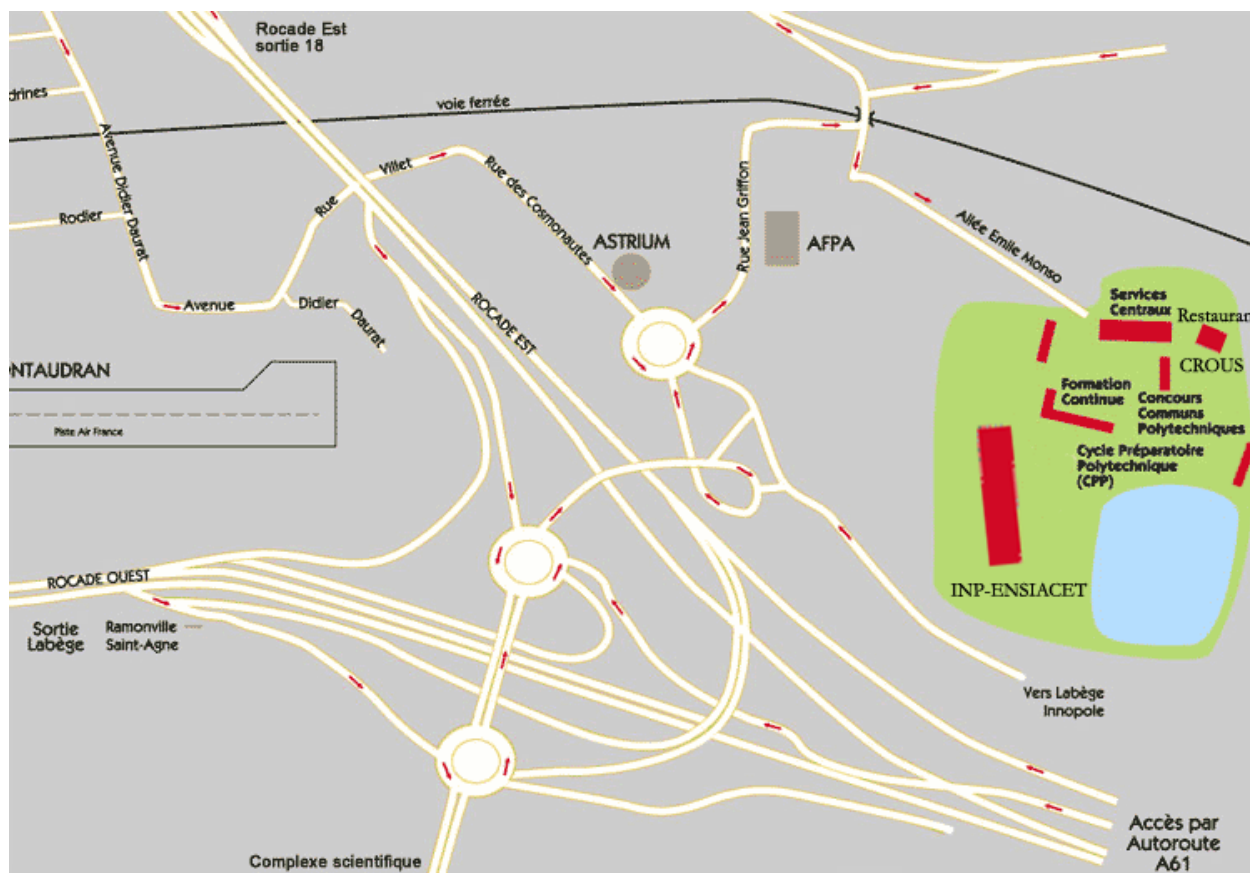 Rocade Est
sortie 18
drines
voie ferrée
Avenue Didier Daurat
Villet
Rue des Cosmonautes
Rue Jean Griffon
Rodier
Rue
ASTRIUM
AFPA
Allée Emile Monso
Avenue
Didier
Daurat
ROCADE EST
Services
Centraux
Restauran
CROUS
ONTAUDRAN
Piste Air France
Formation
Continue
Concours
Communs
Polytechniques
Cycle Préparatoire
Polytechnique
(CPP)
INP-ENSIACET
ROCADE OUEST
Sortie
Labège
Ramonville
Saint-Agne
Vers Labège
Innopole
Accès par
Autoroute
A61
Complexe scientifique